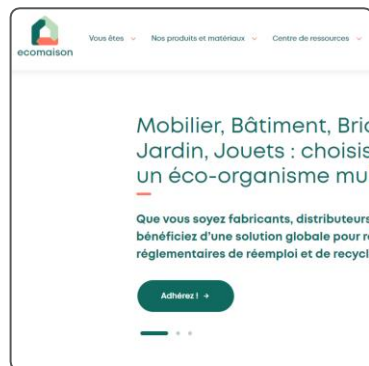 ecomaison
Vous êtes Nos produits et matériaux Centre de ressources
Mobilier, Bâtiment, Bric
Jardin, Jouets : choisis
un éco-organisme mu
Que vous soyez fabricants, distributeurs
bénéficiez d'une solution globale pour r
réglementaires de réemploi et de recycl
Adhérez ! →